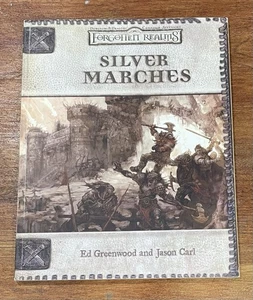 FORGOTTEN REALMS
SILVER
MARCHES
Ed Greenwood and Jason Carl